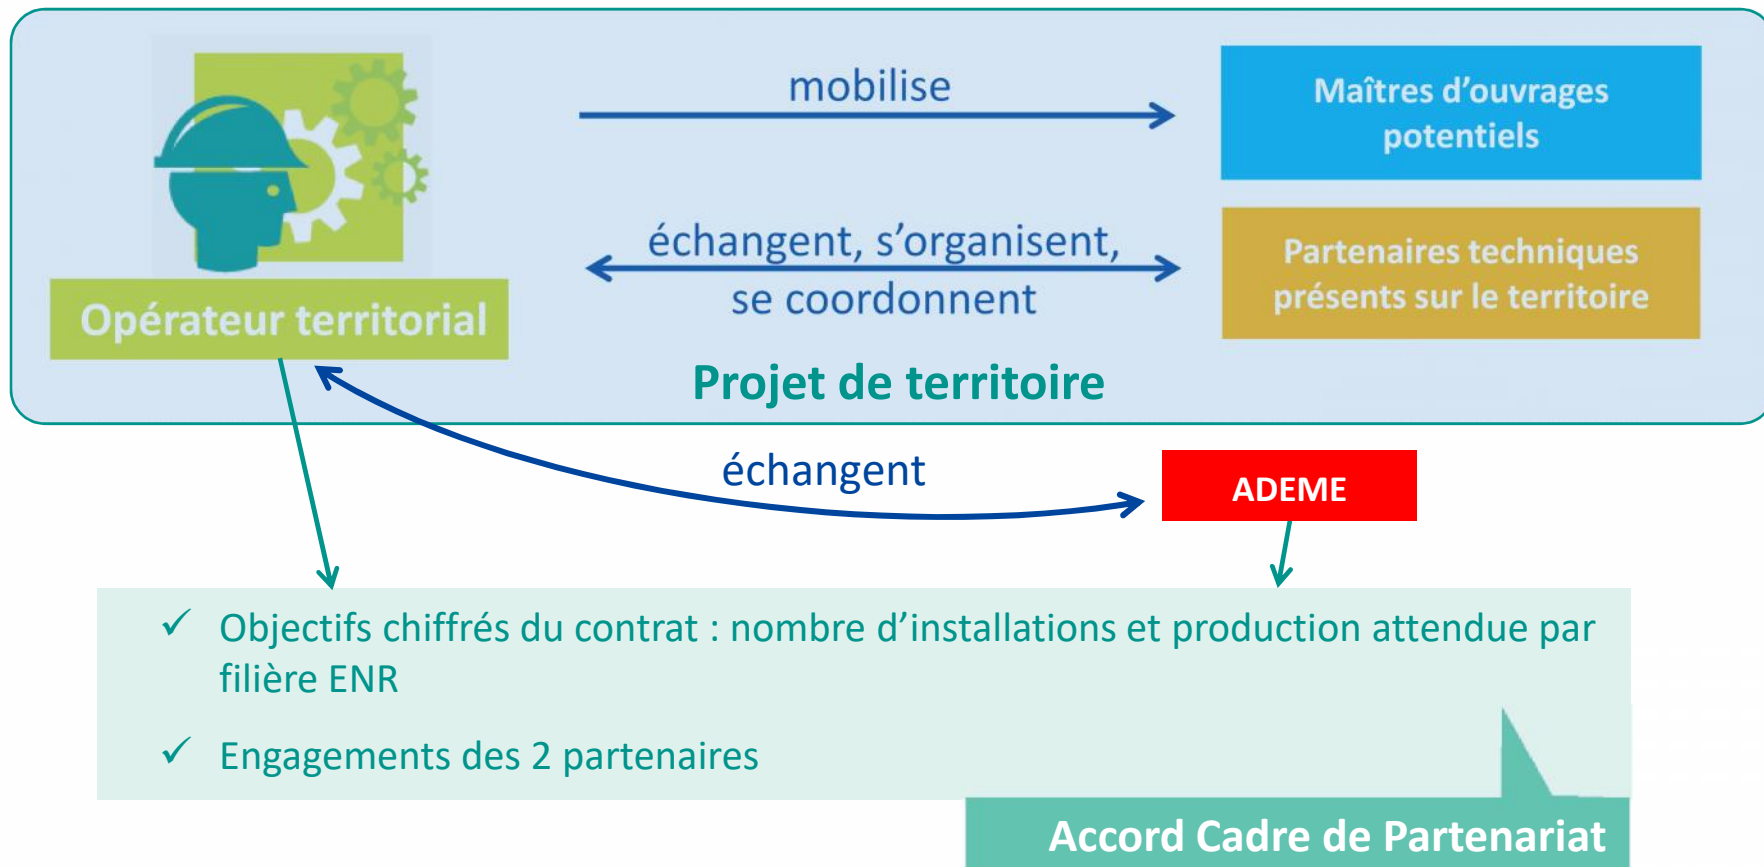 mobilise
Maîtres d'ouvrages
potentiels
échangent, s'organisent,
se coordonnent
Partenaires techniques
présents sur le territoire
Opérateur territorial
Projet de territoire
échangent
ADEME
✓ Objectifs chiffrés du contrat : nombre d'installations et production attendue par
filière ENR
✓ Engagements des 2 partenaires
Accord Cadre de Partenariat